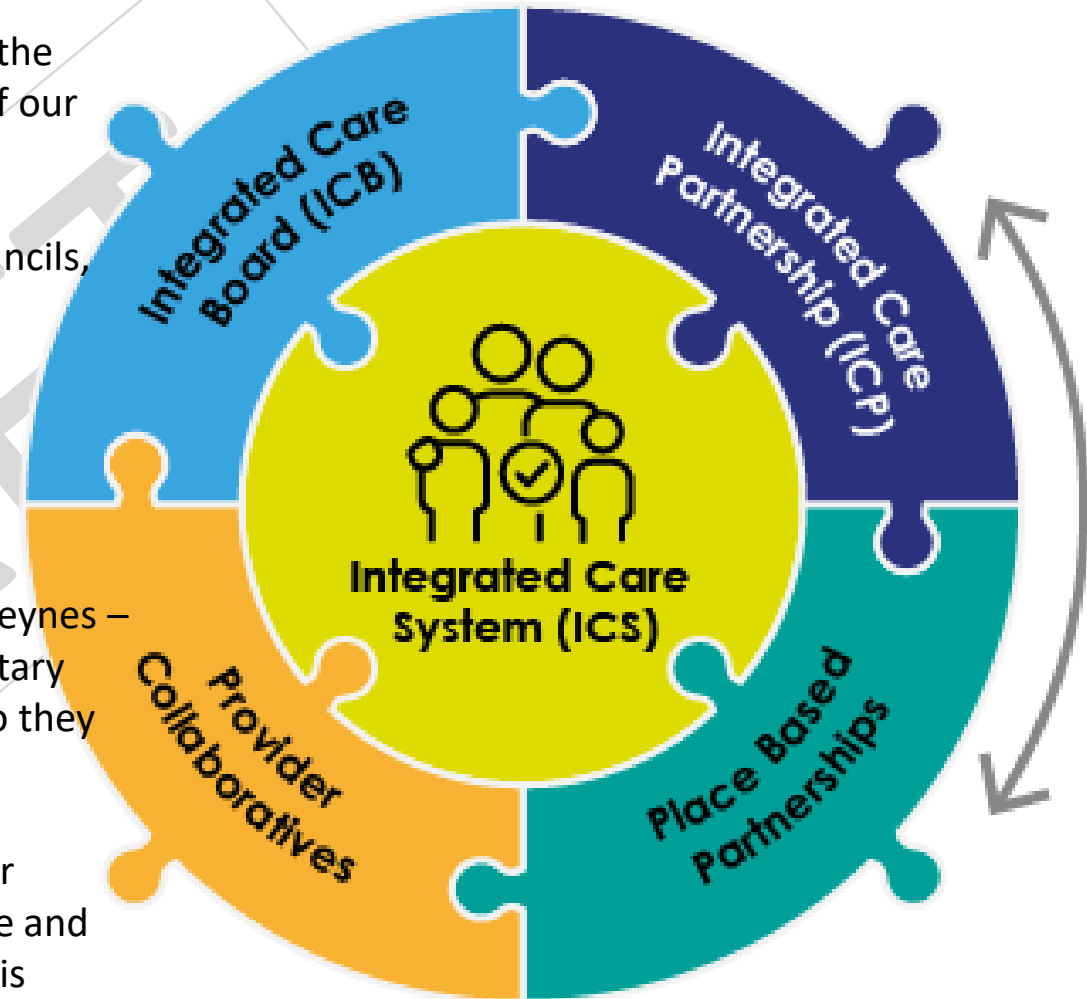 the
f our
ncils,
eynes –
tary
o they
r
e and
is
Integrated Care
Board (ICB)
Integrated Care
Partnership (ICP)
Integrated Care
System (ICS)
Provider
Collaboratives
Place Based
Partnerships